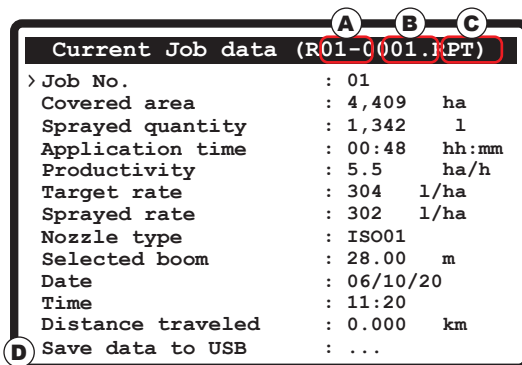 A B C
Current Job data (R01-0001.RPT)
>Job No. : 01
Covered area : 4,409 ha
Sprayed quantity : 1,342 l
Application time : 00:48 hh:mm
Productivity : 5.5 ha/h
Target rate : 304 l/ha
Sprayed rate : 302 l/ha
Nozzle type : ISO01
Selected boom : 28.00 m
Date : 06/10/20
Time : 11:20
Distance traveled : 0.000 km
D Save data to USB : ...